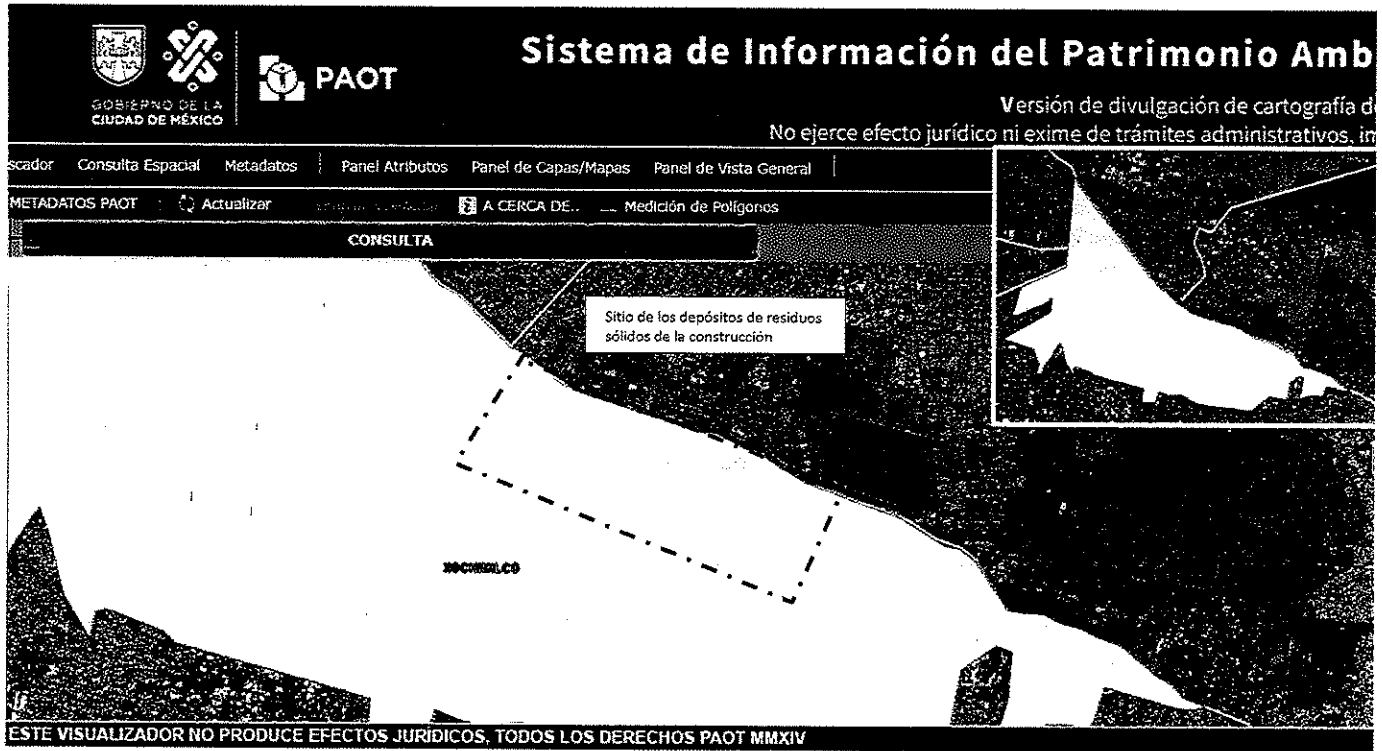 GOBIERNO DE LA
CIUDAD DE MÉXICO
PAOT
Sistema de Información del Patrimonio Amb
Versión de divulgación de cartografía d
No ejerce efecto jurídico ni exime de trámites administrativos, im
scador Consulta Espacial Metadatos Panel Atributos Panel de Capas/Mapas Panel de Vista General
METADATOS PAOT Actualizar A CERCA DE.. Medición de Polígonos
CONSULTA
Sitio de los depósitos de residuos
sólidos de la construcción
XOCHIMILCO
ESTE VISUALIZADOR NO PRODUCE EFECTOS JURÍDICOS, TODOS LOS DERECHOS PAOT MMXIV